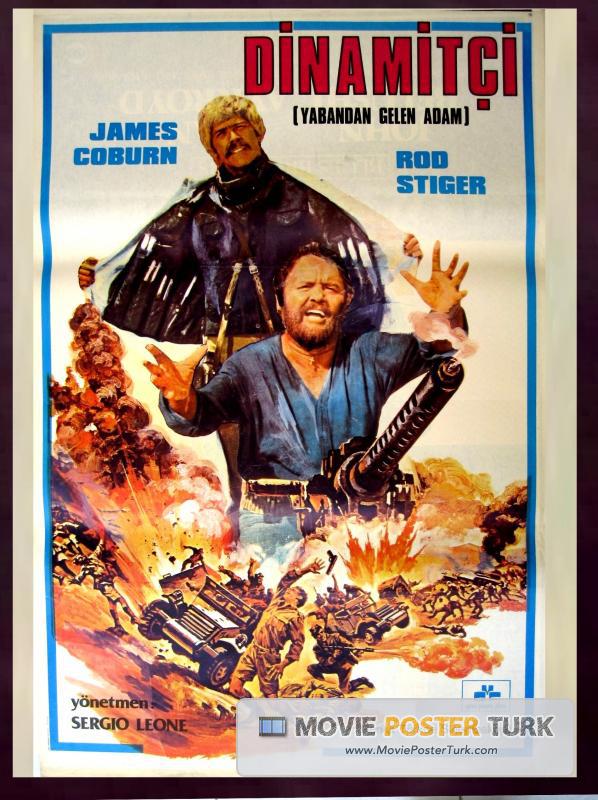 DİNAMİTÇİ
(YABANDAN GELEN ADAM)
JAMES
COBURN
ROD
STIGER
yönetmen:
SERGIO LEONE
MOVIE POSTER TURK
www.MoviePosterTurk.com